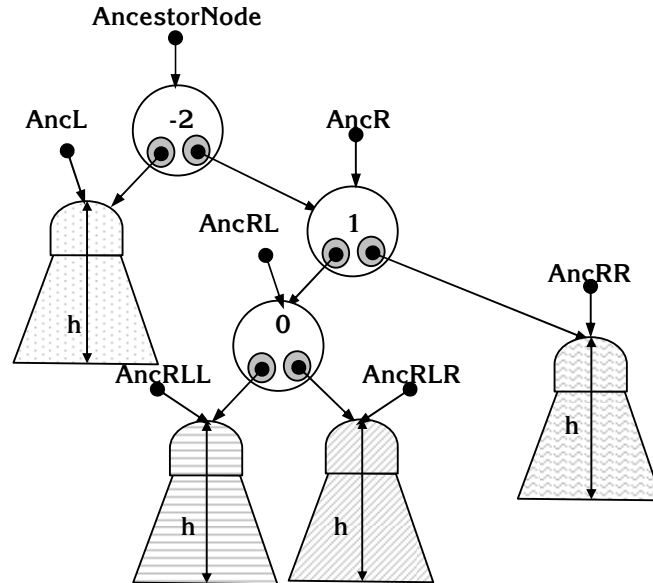 AncestorNode
-2
AncL
AncR
1
AncRL
AncRR
0
h
AncRLL
AncRLR
h
h
h